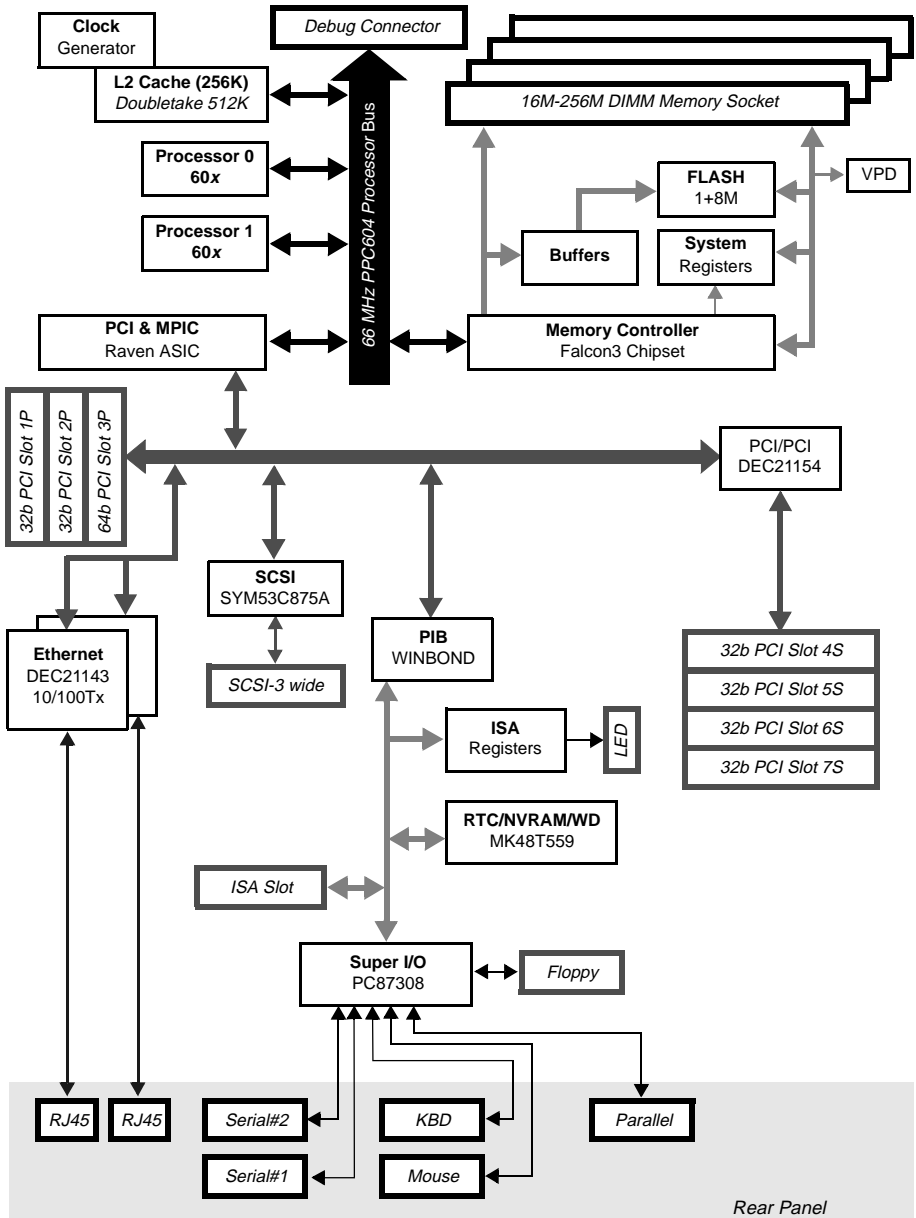 Clock
Generator
Debug Connector
L2 Cache (256K)
Doubletake 512K
16M-256M DIMM Memory Socket
Processor 0
60x
66 MHz PPC604 Processor Bus
FLASH
1+8M
VPD
Processor 1
60x
Buffers
System
Registers
PCI & MPIC
Raven ASIC
Memory Controller
Falcon3 Chipset
32b PCI Slot 1P
32b PCI Slot 2P
64b PCI Slot 3P
PCI/PCI
DEC21154
SCSI
SYM53C875A
Ethernet
DEC21143
10/100Tx
PIB
WINBOND
SCSI-3 wide
32b PCI Slot 4S
32b PCI Slot 5S
32b PCI Slot 6S
32b PCI Slot 7S
ISA
Registers
LED
RTC/NVRAM/WD
MK48T559
ISA Slot
Super I/O
PC87308
Floppy
RJ45
RJ45
Serial#2
KBD
Parallel
Serial#1
Mouse
Rear Panel